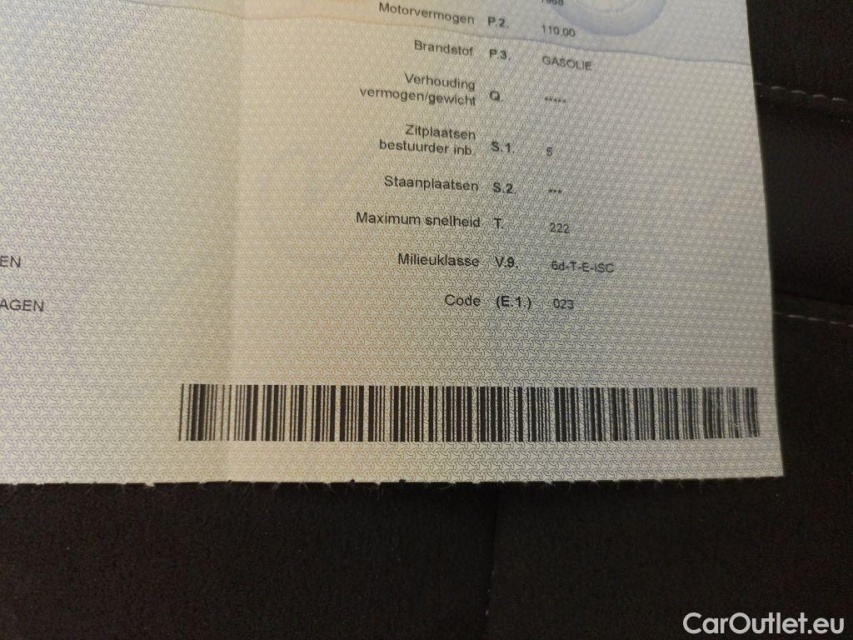 Motorvermogen P.2. 110,00
Brandstof P.3. GASOLIE
Verhouding
vermogen/gewicht Q. *****
Zitplaatsen
bestuurder inb. S.1. 5
Staanplaatsen S.2. ***
Maximum snelheid T. 222
EN Milieuklasse V.9. 6d-T-E-ISC
AGEN Code (E.1.) 023
CarOutlet.eu